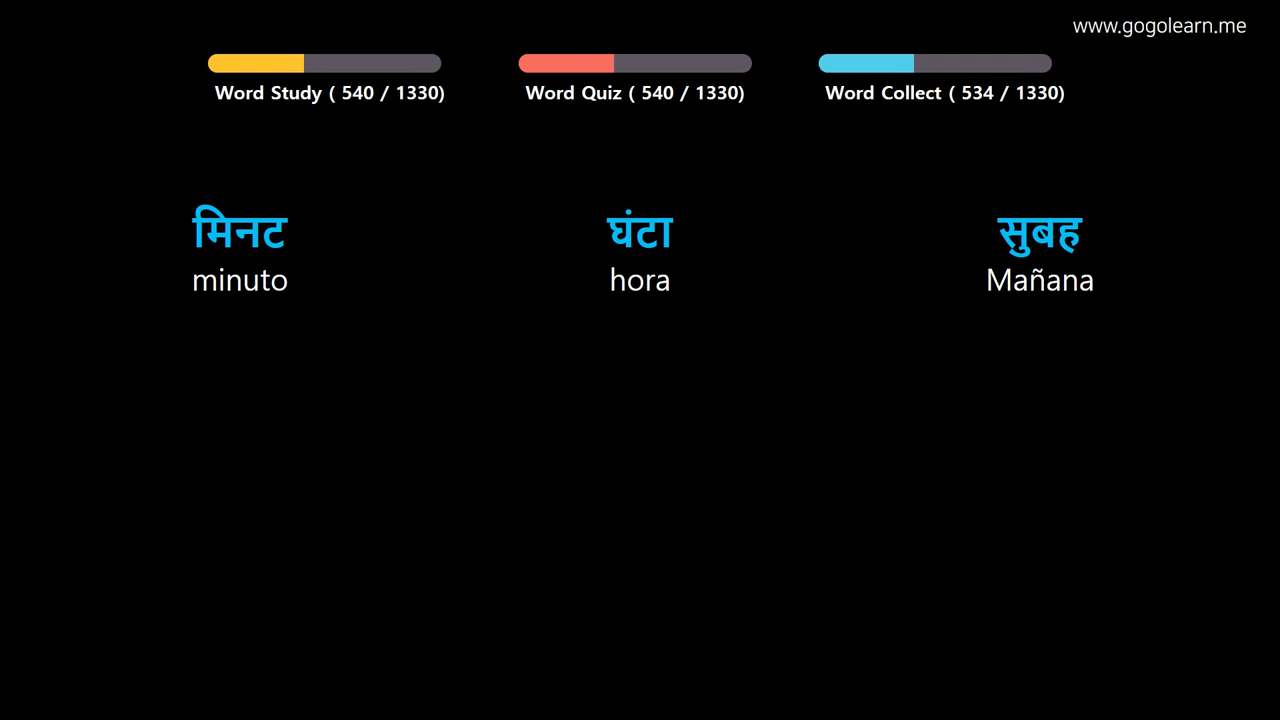 www.gogolearn.me
Word Study ( 540 / 1330)
Word Quiz ( 540 / 1330)
Word Collect ( 534 / 1330)
मिनट
minuto
घंटा
hora
सुबह
Mañana